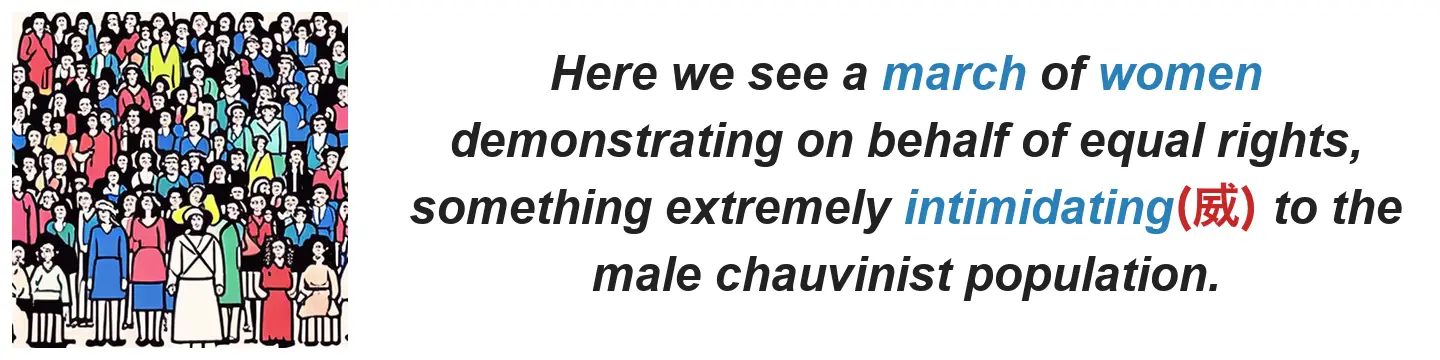 Here we see a march of women
demonstrating on behalf of equal rights,
something extremely intimidating(威) to the
male chauvinist population.